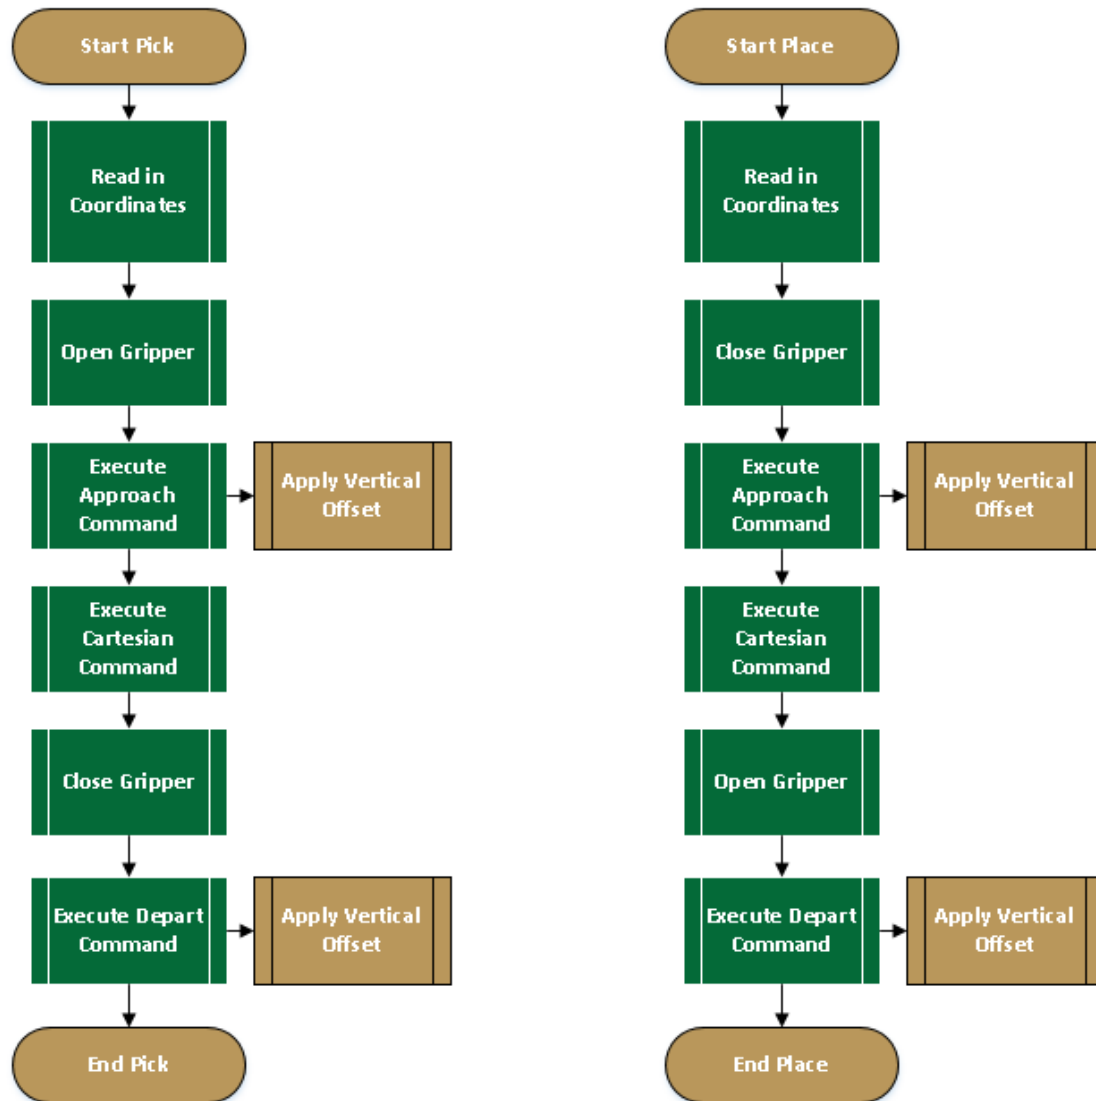 Start Pick
Read in
Coordinates
Open Gripper
Execute
Approach
Command
Apply Vertical
Offset
Execute
Cartesian
Command
Close Gripper
Execute Depart
Command
Apply Vertical
Offset
End Pick
Start Place
Read in
Coordinates
Close Gripper
Execute
Approach
Command
Apply Vertical
Offset
Execute
Cartesian
Command
Open Gripper
Execute Depart
Command
Apply Vertical
Offset
End Place